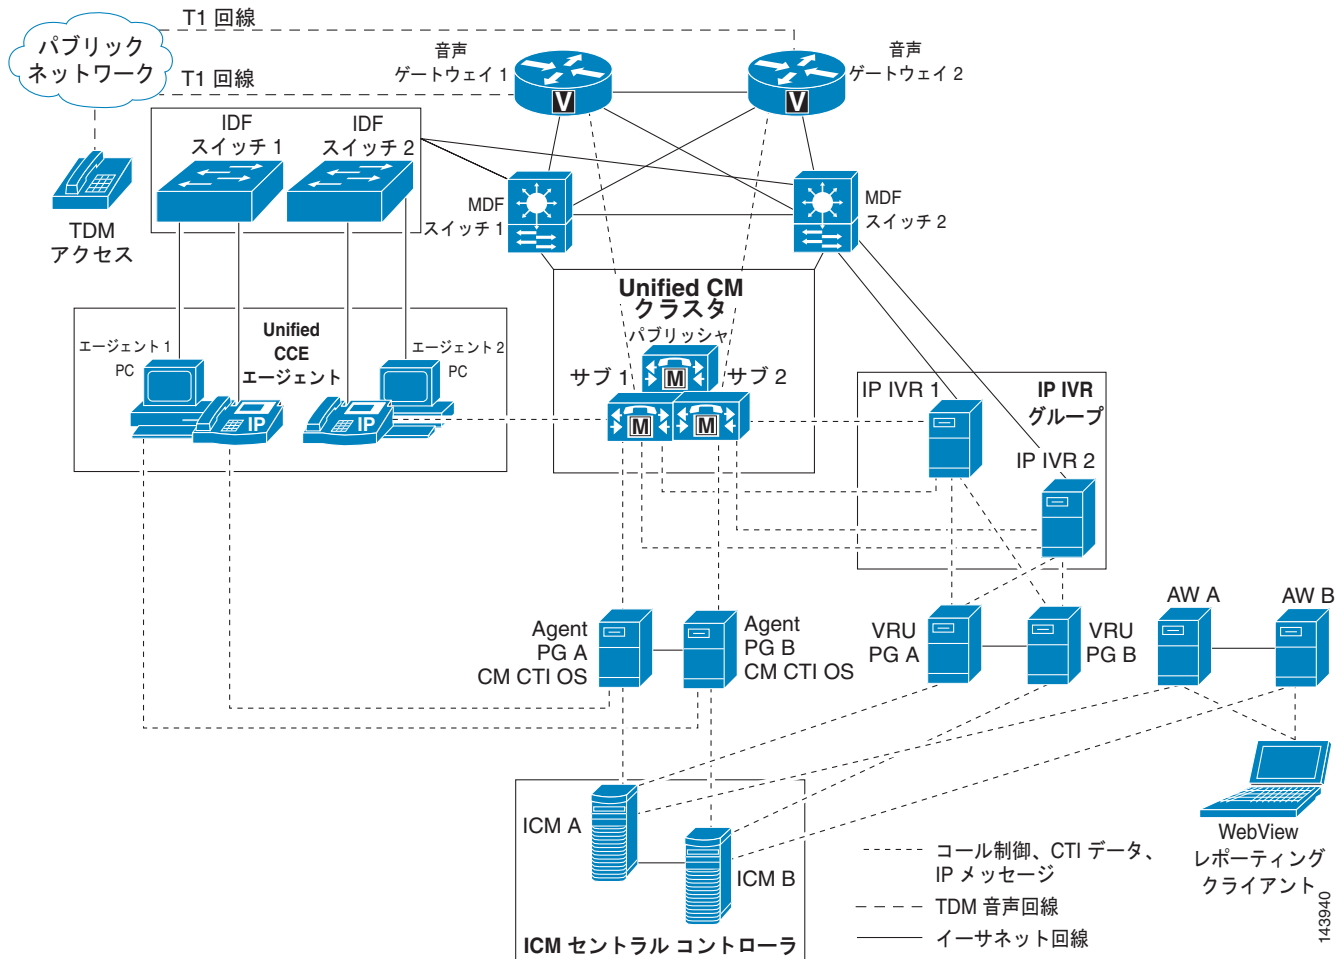 T1 回線
パブリック
ネットワーク
T1 回線
音声
ゲートウェイ 1
V
音声
ゲートウェイ 2
V
IDF
スイッチ 1
IDF
スイッチ 2
TDM
アクセス
MDF
スイッチ 1
MDF
スイッチ 2
Unified CM
クラスタ
パブリッシャ
M
サブ 1
M
サブ 2
M
エージェント 1
PC
Unified
CCE
エージェント
エージェント 2
PC
IP
IP
IP IVR 1
IP IVR
グループ
IP IVR 2
Agent
PG A
CM CTI OS
Agent
PG B
CM CTI OS
VRU
PG A
VRU
PG B
AW A
AW B
ICM A
ICM B
ICM セントラル コントローラ
WebView
レポーティング
クライアント
コール制御、CTI データ、
IP メッセージ
TDM 音声回線
イーサネット回線
143940